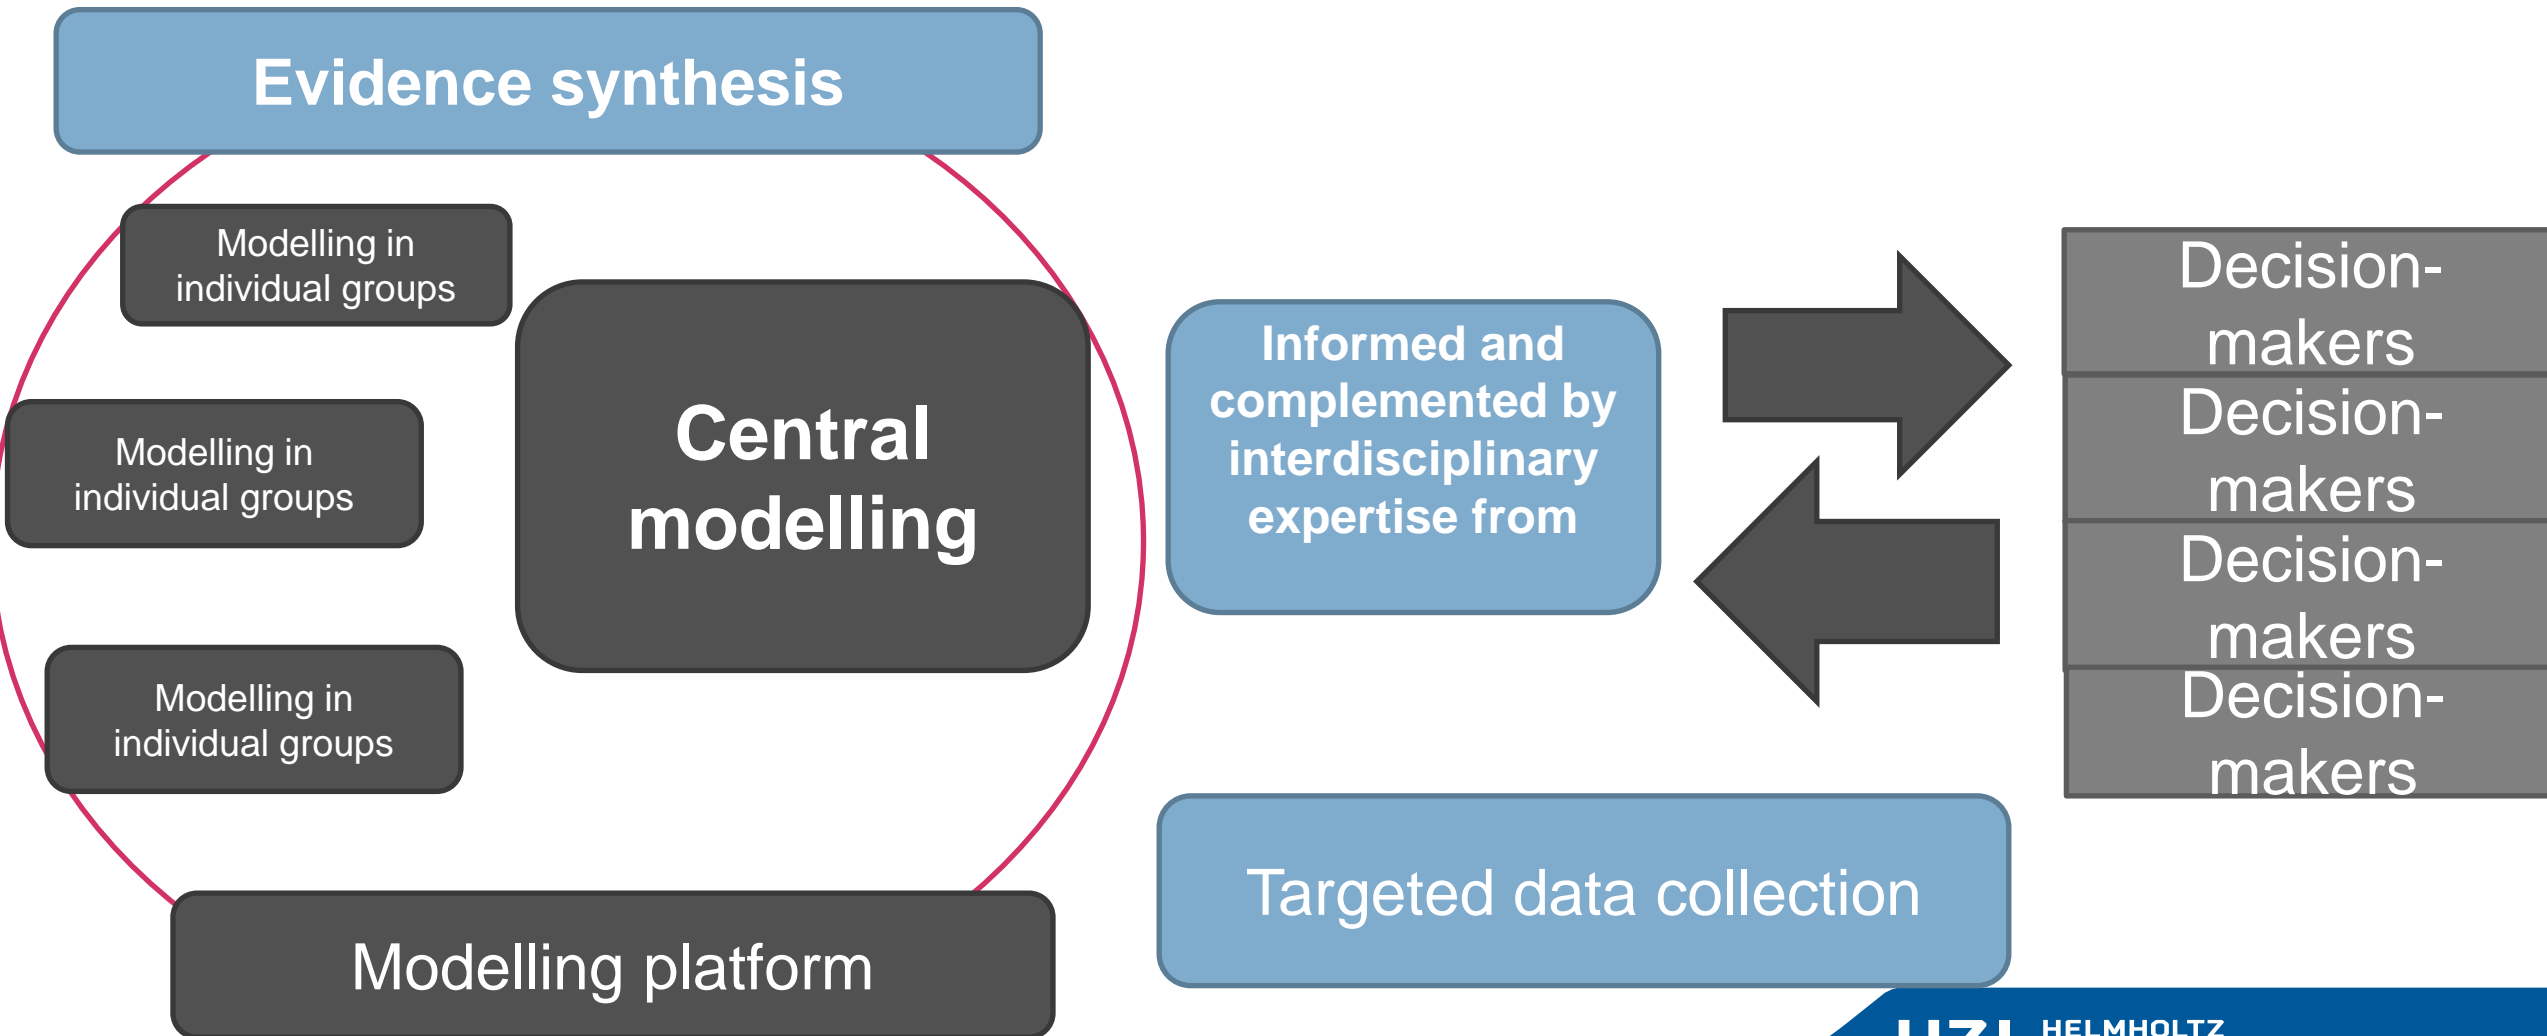 Evidence synthesis
Modelling in
individual groups
Modelling in
individual groups
Modelling in
individual groups
Central
modelling
Modelling platform
Informed and
complemented by
interdisciplinary
expertise from
Targeted data collection
Decision-
makers
Decision-
makers
Decision-
makers
Decision-
makers
HELMHOLTZ